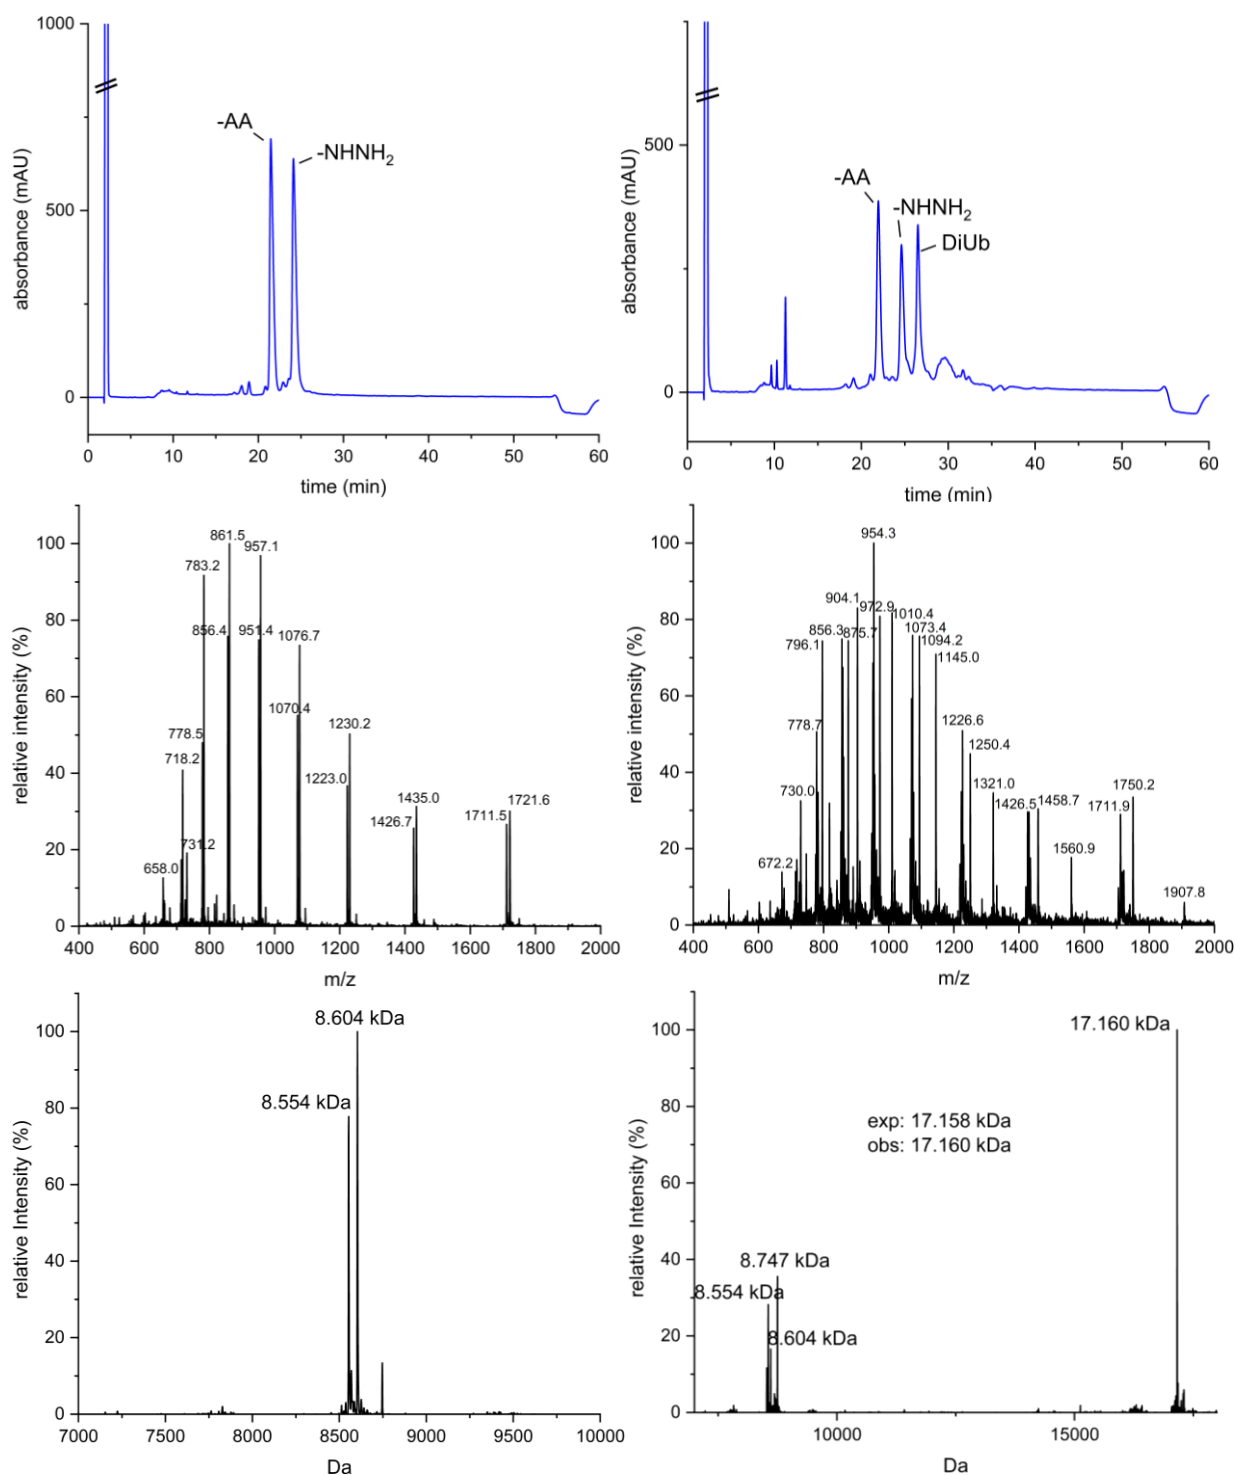 1000
500
0
absorbance (mAU)
-AA
-NHNH2
0 10 20 30 40 50 60
time (min)
500
0
absorbance (mAU)
-AA
-NHNH2
DiUb
0 10 20 30 40 50 60
time (min)
100
80
60
40
20
0
relative intensity (%)
861.5
957.1
783.2
856.4
951.4
1076.7
1070.4
778.5
718.2
1230.2
1223.0
1435.0
1426.7
1711.5
1721.6
731.2
658.0
400 600 800 1000 1200 1400 1600 1800 2000
m/z
100
80
60
40
20
0
relative intensity (%)
954.3
904.1
972.9
1010.4
856.3
875.7
1073.4
796.1
1094.2
1145.0
778.7
1226.6
1250.4
730.0
1321.0
1426.5
1458.7
1711.9
1750.2
1560.9
672.2
1907.8
400 600 800 1000 1200 1400 1600 1800 2000
m/z
100
80
60
40
20
0
relative Intensity (%)
8.604 kDa
8.554 kDa
7000 7500 8000 8500 9000 9500 10000
Da
100
80
60
40
20
0
relative Intensity (%)
17.160 kDa
exp: 17.158 kDa
obs: 17.160 kDa
8.747 kDa
8.554 kDa
8.604 kDa
10000 15000
Da